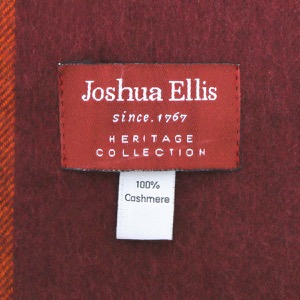 Joshua Ellis
since.1767
HERITAGE
COLLECTION
100%
Cashmere